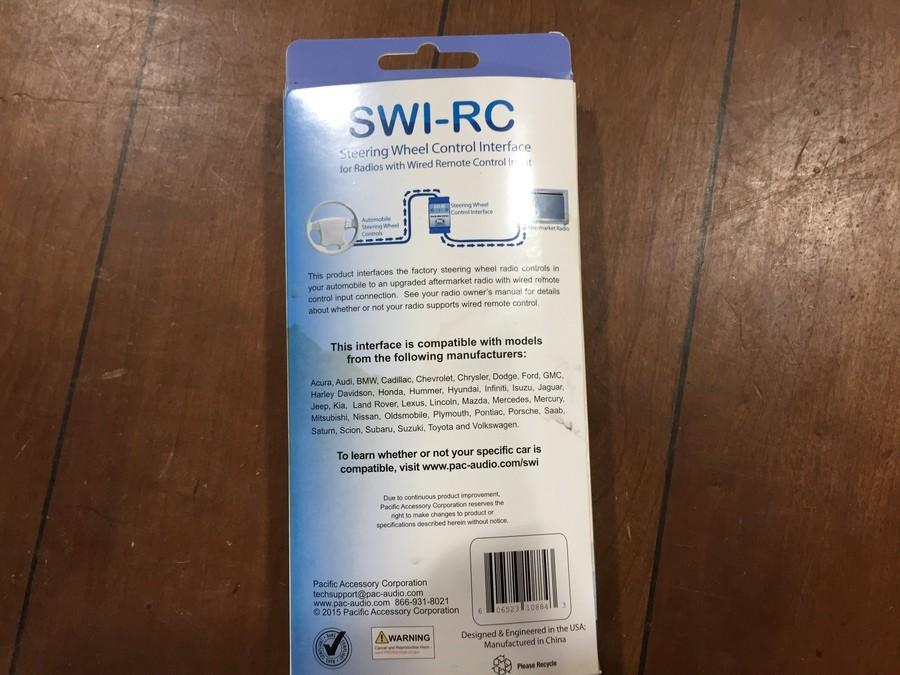 SWI-RC
Steering Wheel Control Interface
for Radios with Wired Remote Control
Automobile
Steering Wheel
Controls
Steering Wheel
Control Interface
Aftermarket Radio
This product interfaces the factory steering wheel radio controls in
your automobile to an upgraded aftermarket radio with wired remote
control input connection. See your radio owner's manual for details
about whether or not your radio supports wired remote control.
This interface is compatible with models
from the following manufacturers:
Acura, Audi, BMW, Cadillac, Chevrolet, Chrysler, Dodge, Ford, GMC,
Harley Davidson, Honda, Hummer, Hyundai, Infiniti, Isuzu, Jaguar,
Jeep, Kia, Land Rover, Lexus, Lincoln, Mazda, Mercedes, Mercury,
Mitsubishi, Nissan, Oldsmobile, Plymouth, Pontiac, Porsche, Saab,
Saturn, Scion, Subaru, Suzuki, Toyota and Volkswagen.
To learn whether or not your specific car is
compatible, visit www.pac-audio.com/swi
Due to continuous product improvement,
Pacific Accessory Corporation reserves the
right to make changes to product or
specifications described herein without notice.
6 06523 10884 3
Pacific Accessory Corporation
techsupport@pac-audio.com
www.pac-audio.com 866-931-8021
© 2015 Pacific Accessory Corporation
WARNING
Cancer and Reproductive Harm -
Designed & Engineered in the USA:
Manufactured in China
Please Recycle